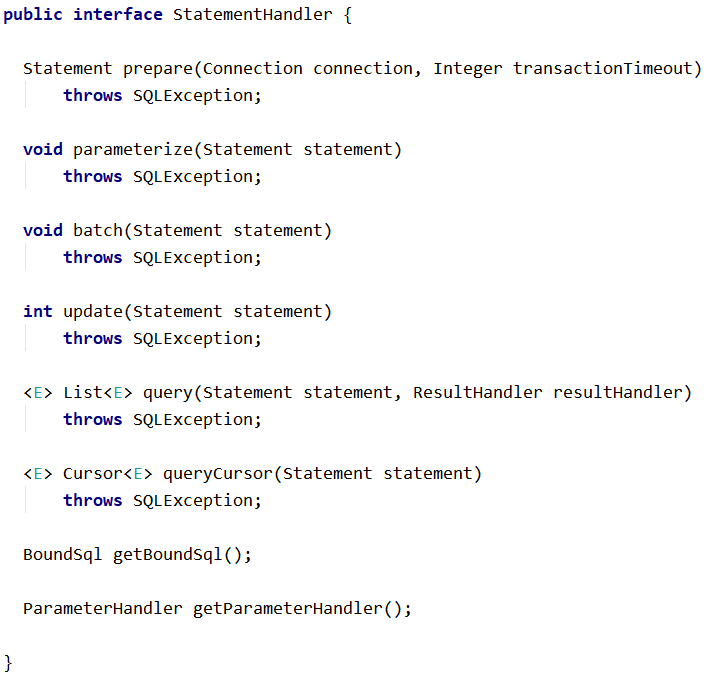 public interface StatementHandler {
Statement prepare(Connection connection, Integer transactionTimeout)
throws SQLException;
void parameterize(Statement statement)
throws SQLException;
void batch(Statement statement)
throws SQLException;
int update(Statement statement)
throws SQLException;
<E> List<E> query(Statement statement, ResultHandler resultHandler)
throws SQLException;
<E> Cursor<E> queryCursor(Statement statement)
throws SQLException;
BoundSql getBoundSql();
ParameterHandler getParameterHandler();
}